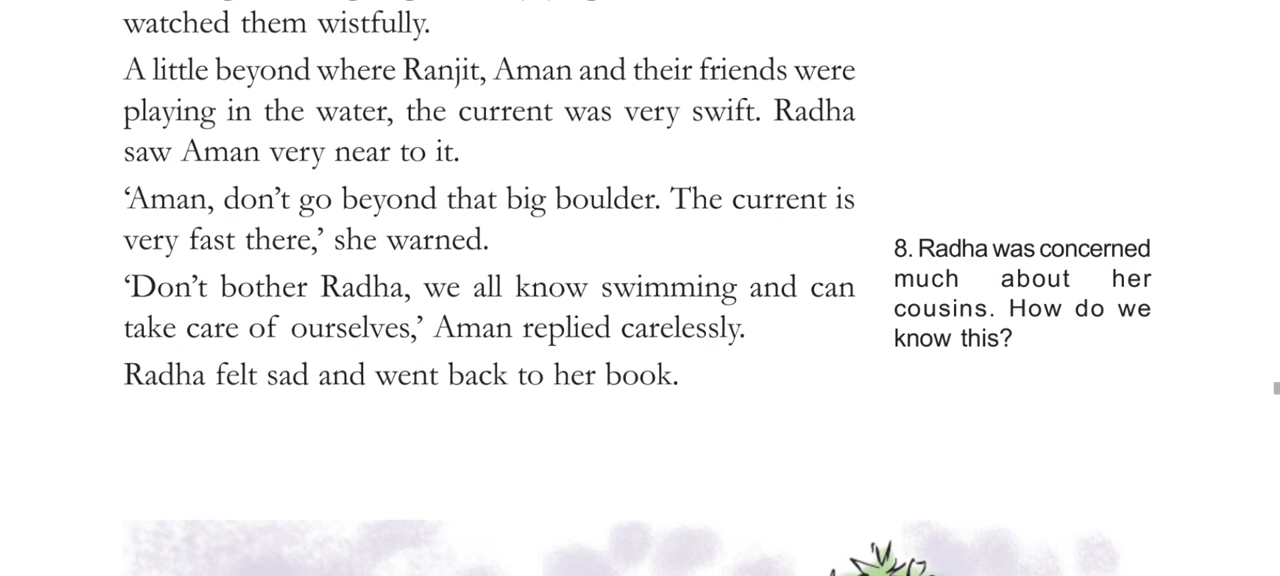 watched them wistfully.
A little beyond where Ranjit, Aman and their friends were
playing in the water, the current was very swift. Radha
saw Aman very near to it.
‘Aman, don’t go beyond that big boulder. The current is
very fast there,’ she warned.
‘Don’t bother Radha, we all know swimming and can
take care of ourselves,’ Aman replied carelessly.
Radha felt sad and went back to her book.
8. Radha was concerned
much about her
cousins. How do we
know this?